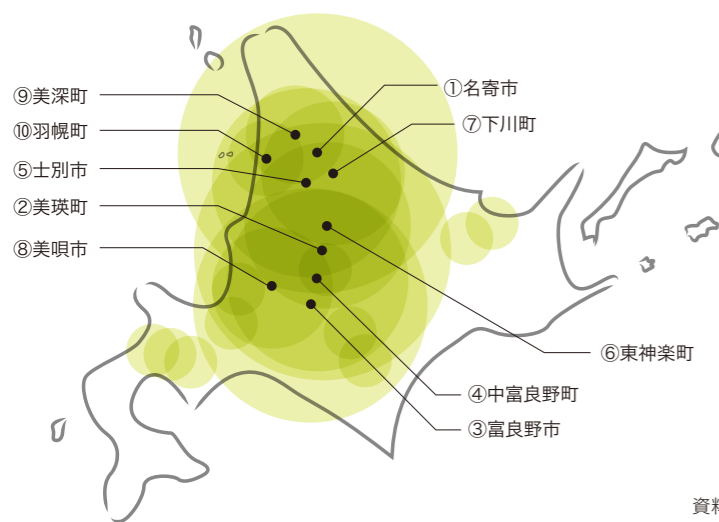 ⑨美深町
⑩羽幌町
⑤士別市
②美瑛町
⑧美唄市
①名寄市
⑦下川町
⑥東神楽町
④中富良野町
③富良野市
資料